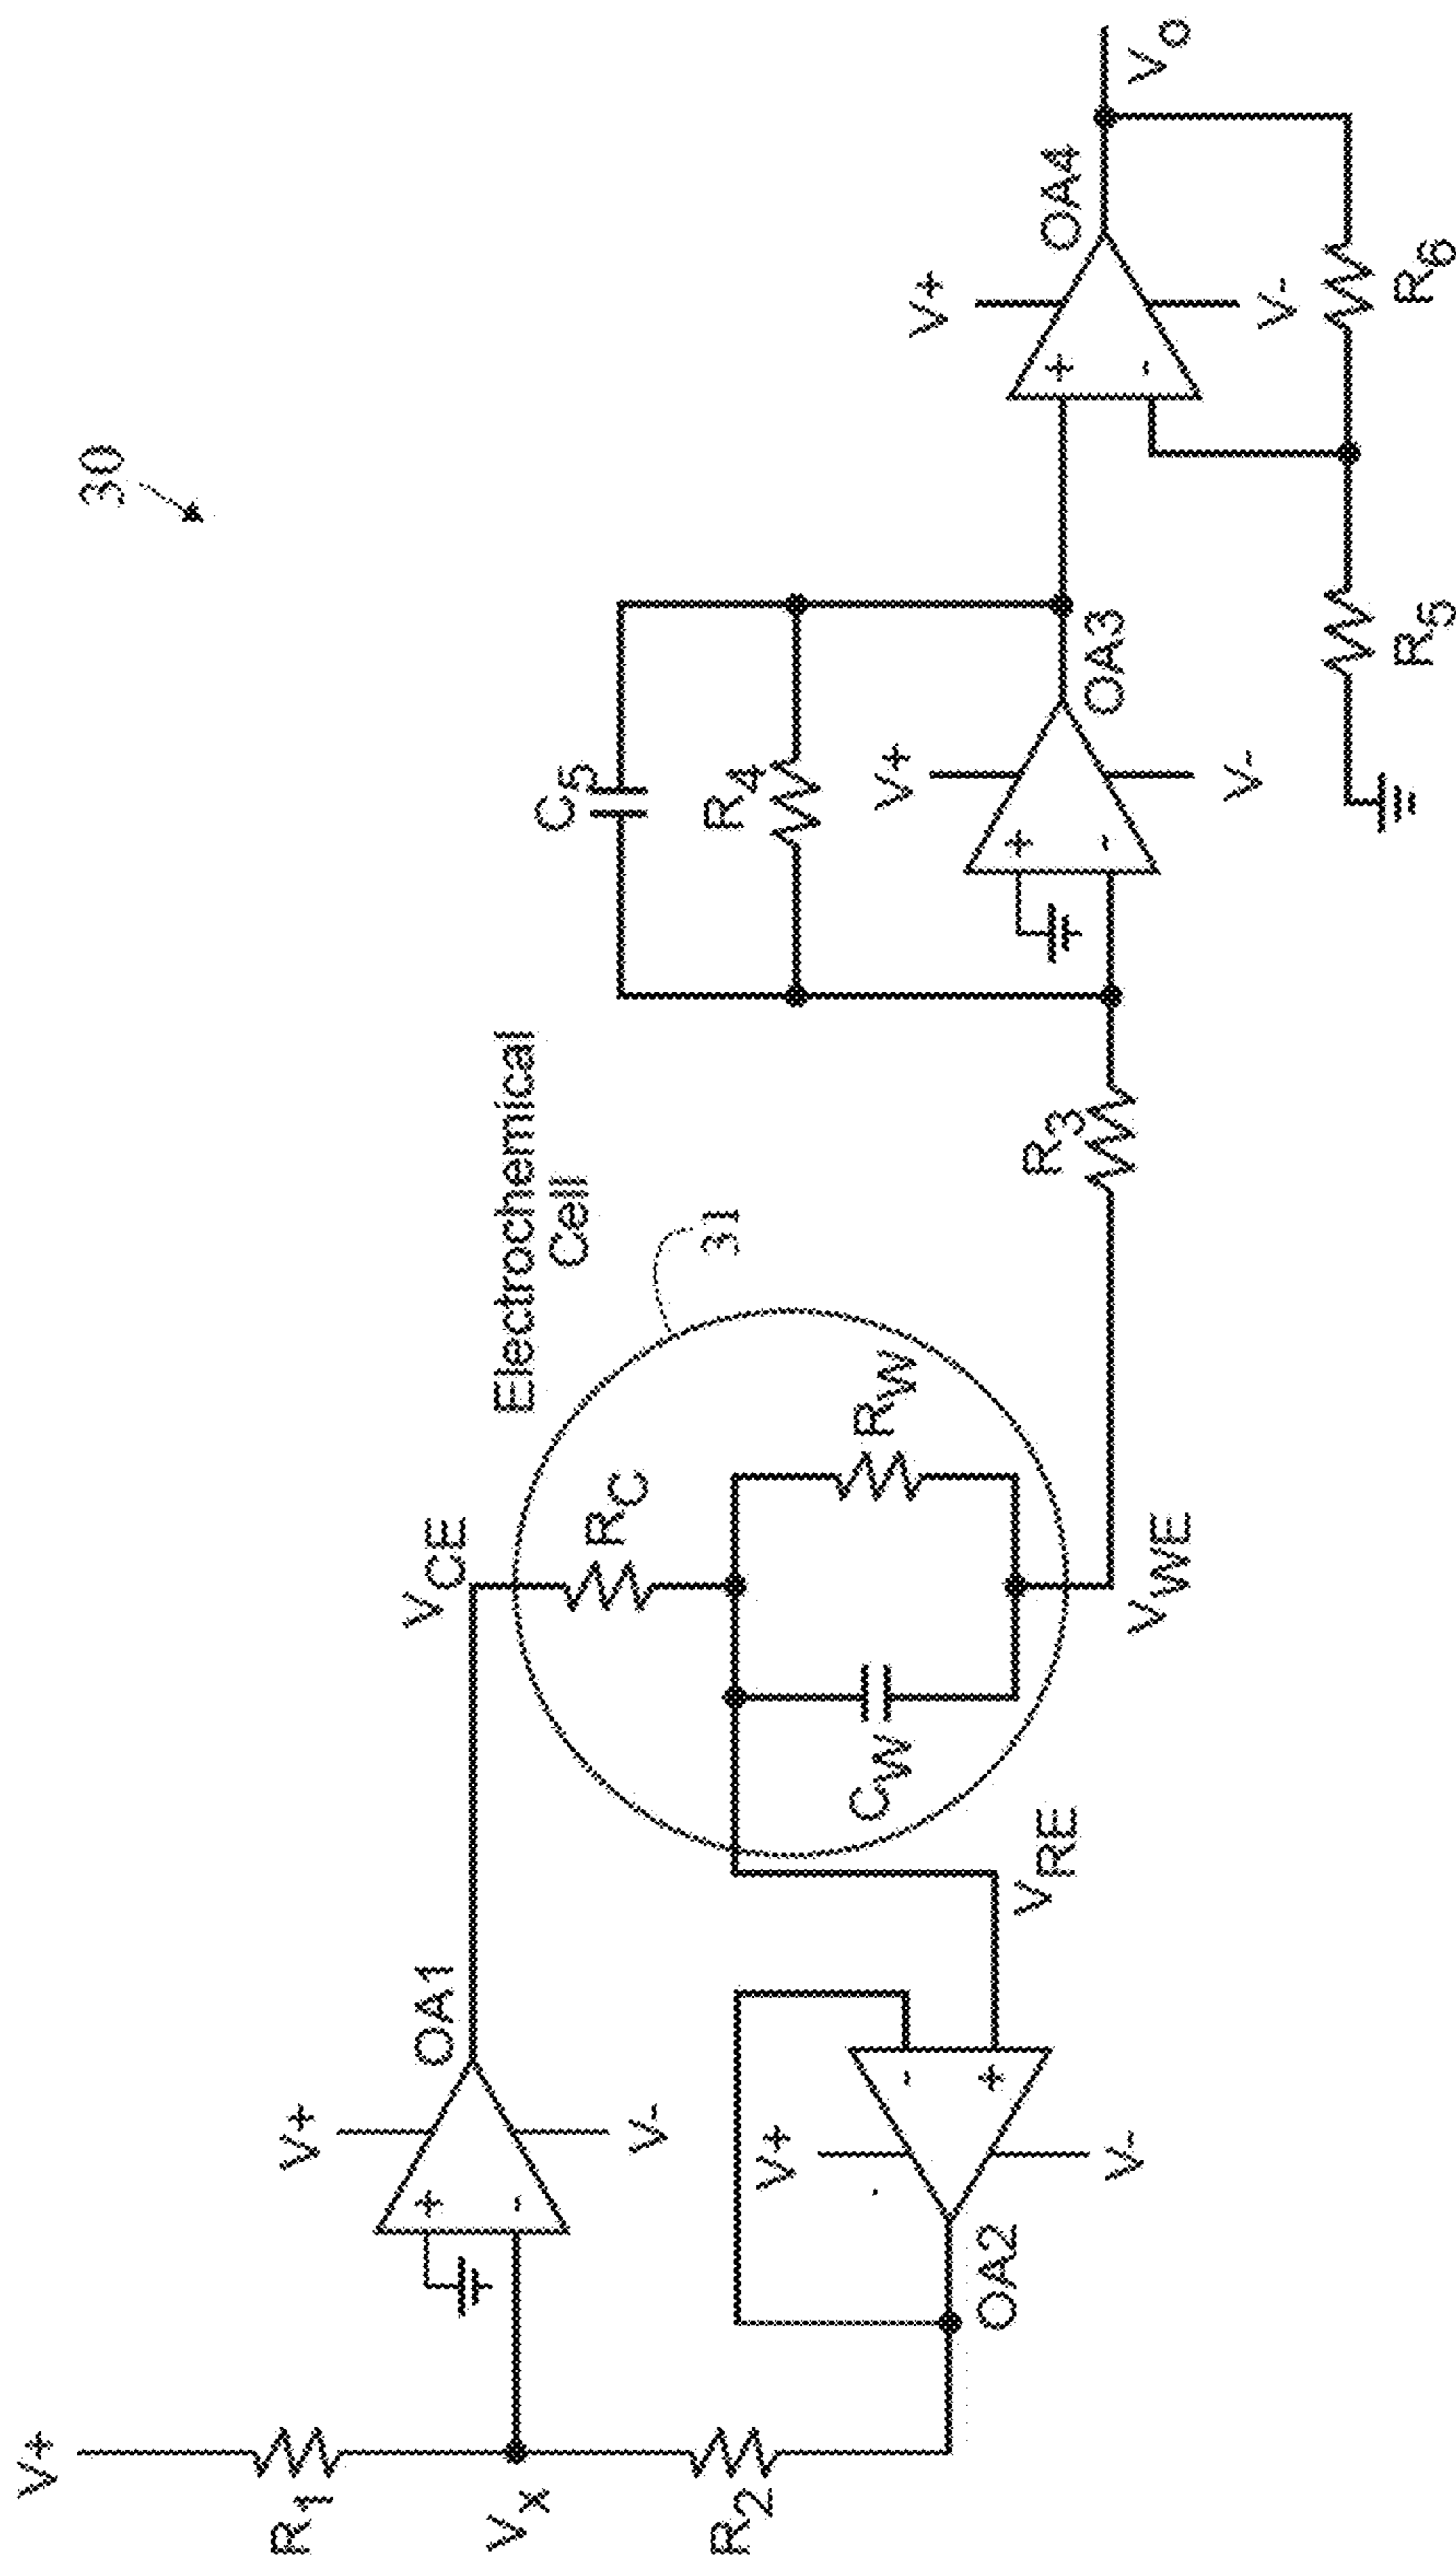 30
V+
R1
VX
R2
V+
OA1
V-
V+
OA2
V-
VCE
Electrochemical
Cell
31
RC
RW
CW
VRE
VWE
R3
C5
R4
V+
OA3
V-
V+
OA4
V-
R5
R6
VO